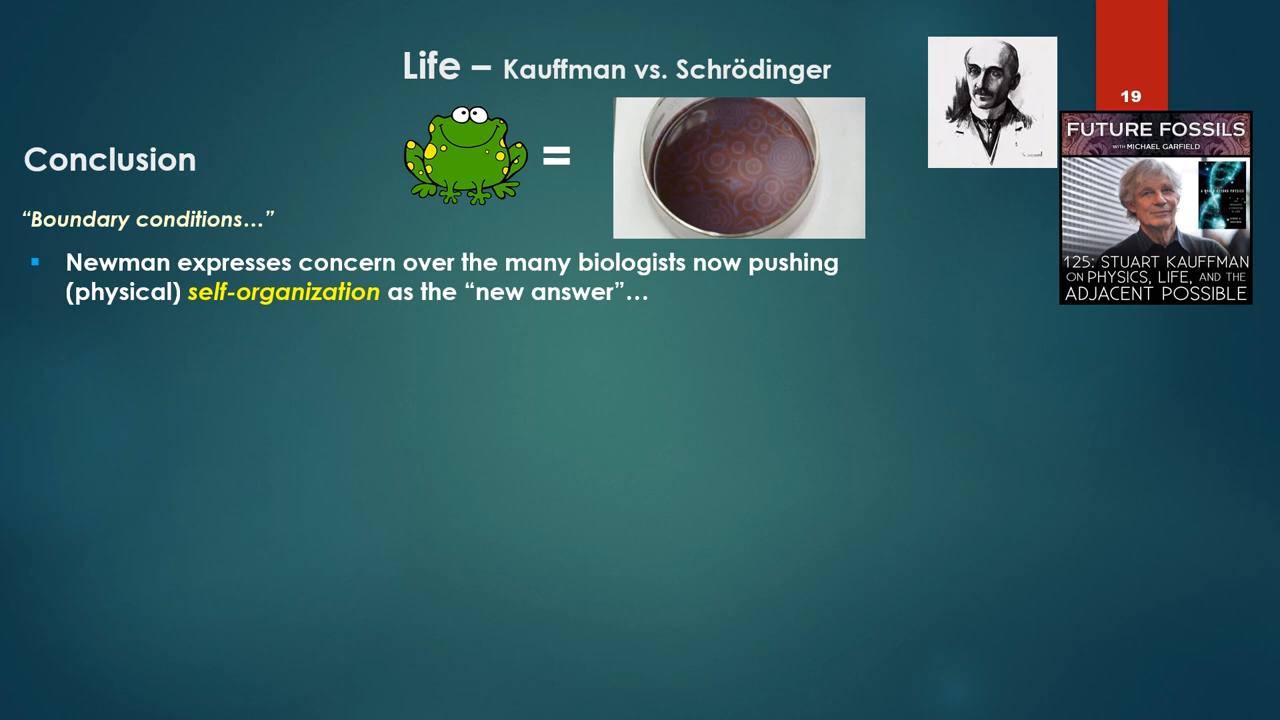 Life – Kauffman vs. Schrödinger
19
FUTURE FOSSILS
WITH MICHAEL GARFIELD
125: STUART KAUFFMAN
ON PHYSICS, LIFE, AND THE
ADJACENT POSSIBLE
=
Conclusion
“Boundary conditions…”
▪ Newman expresses concern over the many biologists now pushing
(physical) self-organization as the “new answer”…